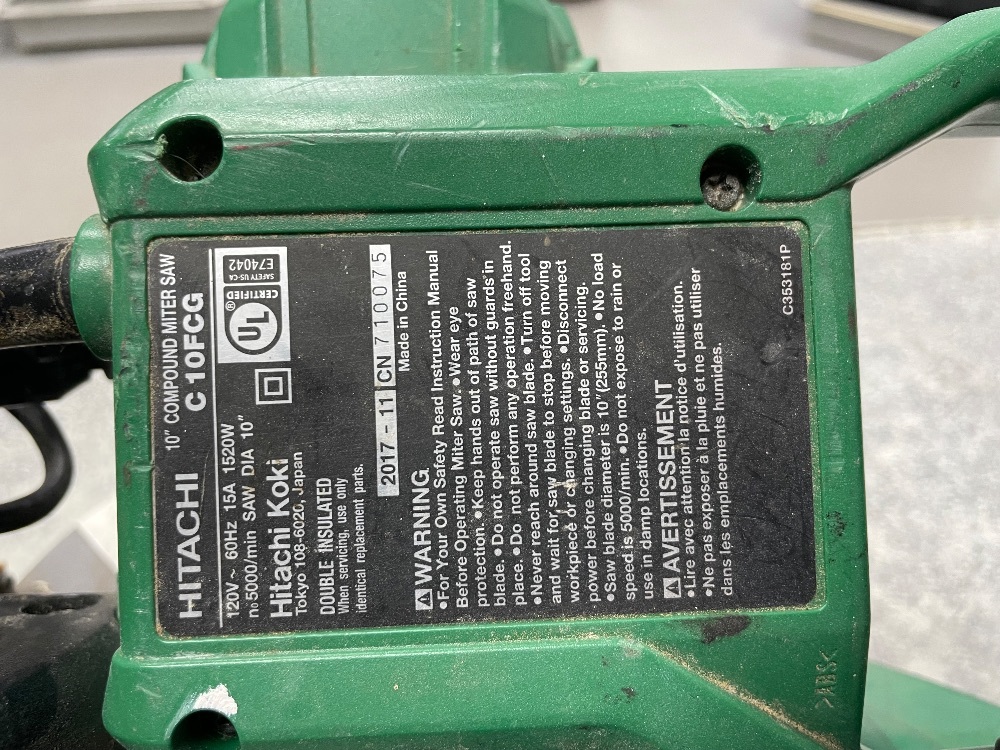 HITACHI 10" COMPOUND MITER SAW
C 10FCG
120V~ 60Hz 15A 1520W
n₀5000/min SAW DIA 10"
Hitachi Koki
Tokyo 108-6020, Japan
DOUBLE INSULATED
When servicing, use only
identical replacement parts.
CERTIFIED
UL®
SAFETY US-CA
E74042
2017 - 11 CN 710075
Made in China
⚠WARNING
•For Your Own Safety Read Instruction Manual
Before Operating Miter Saw. •Wear eye
protection. •Keep hands out of path of saw
blade. •Do not operate saw without guards in
place. •Do not perform any operation freehand.
•Never reach around saw blade. •Turn off tool
and wait for saw blade to stop before moving
workpiece or changing settings. •Disconnect
power before changing blade or servicing.
•Saw blade diameter is 10"(255mm). •No load
speed is 5000/min. •Do not expose to rain or
use in damp locations.
⚠AVERTISSEMENT
•Lire avec attention la notice d'utilisation.
•Ne pas exposer à la pluie et ne pas utiliser
dans les emplacements humides.
C353181P
>ABS<